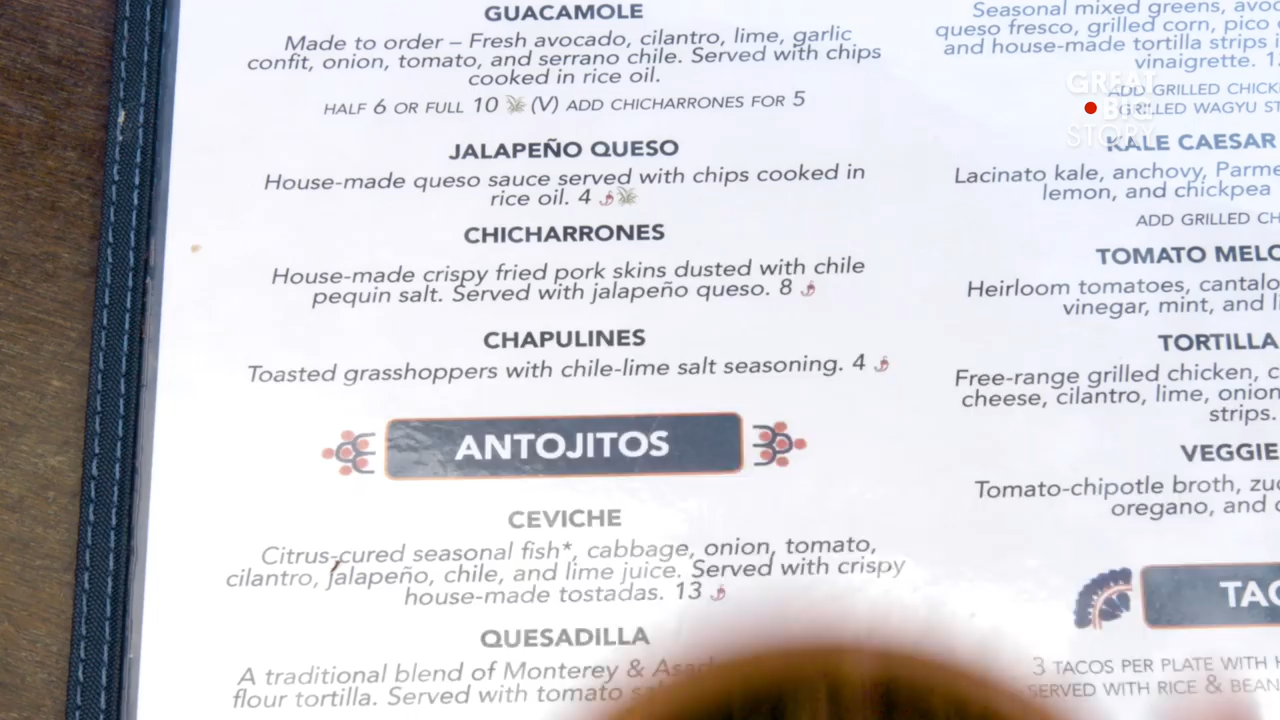 GUACAMOLE
Made to order – Fresh avocado, cilantro, lime, garlic
confit, onion, tomato, and serrano chile. Served with chips
cooked in rice oil.
HALF 6 OR FULL 10 (V) ADD CHICHARRONES FOR 5
JALAPEÑO QUESO
House-made queso sauce served with chips cooked in
rice oil. 4
CHICHARRONES
House-made crispy fried pork skins dusted with chile
pequin salt. Served with jalapeño queso. 8
CHAPULINES
Toasted grasshoppers with chile-lime salt seasoning. 4
ANTOJITOS
CEVICHE
Citrus-cured seasonal fish*, cabbage, onion, tomato,
cilantro, jalapeño, chile, and lime juice. Served with crispy
house-made tostadas. 13
QUESADILLA
A traditional blend of Monterey &
flour tortilla. Served with tomato
Seasonal mixed greens,
queso fresco, grilled corn, pico
and house-made tortilla strips
vinaigrette.
ADD GRILLED
GRILLED WAGYU
KALE CAESAR
Lacinato kale, anchovy,
lemon, and chickpea
ADD GRILLED
TOMATO
Heirloom tomatoes,
vinegar, mint, and
TORTILLA
Free-range grilled chicken,
cheese, cilantro, lime,
strips.
VEGGIE
Tomato-chipotle broth,
oregano, and
3 TACOS PER PLATE WITH
SERVED WITH RICE &
GREAT
BIG
STORY